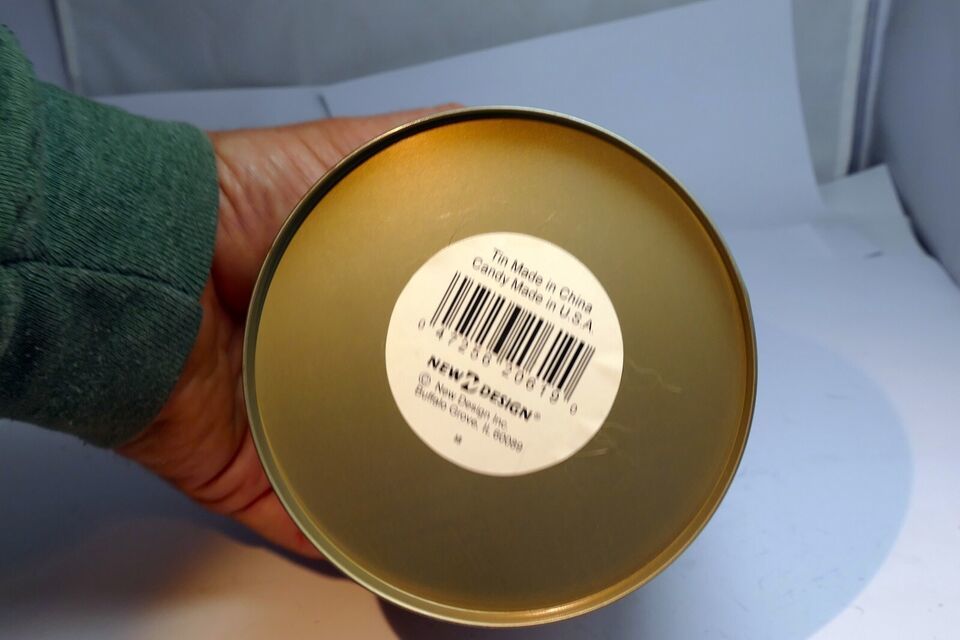 Tin Made in China
Candy Made in U.S.A.
0 47256 20619 0
NEW 2 DESIGN®
© New Design Inc.
Buffalo Grove, IL 60089
M